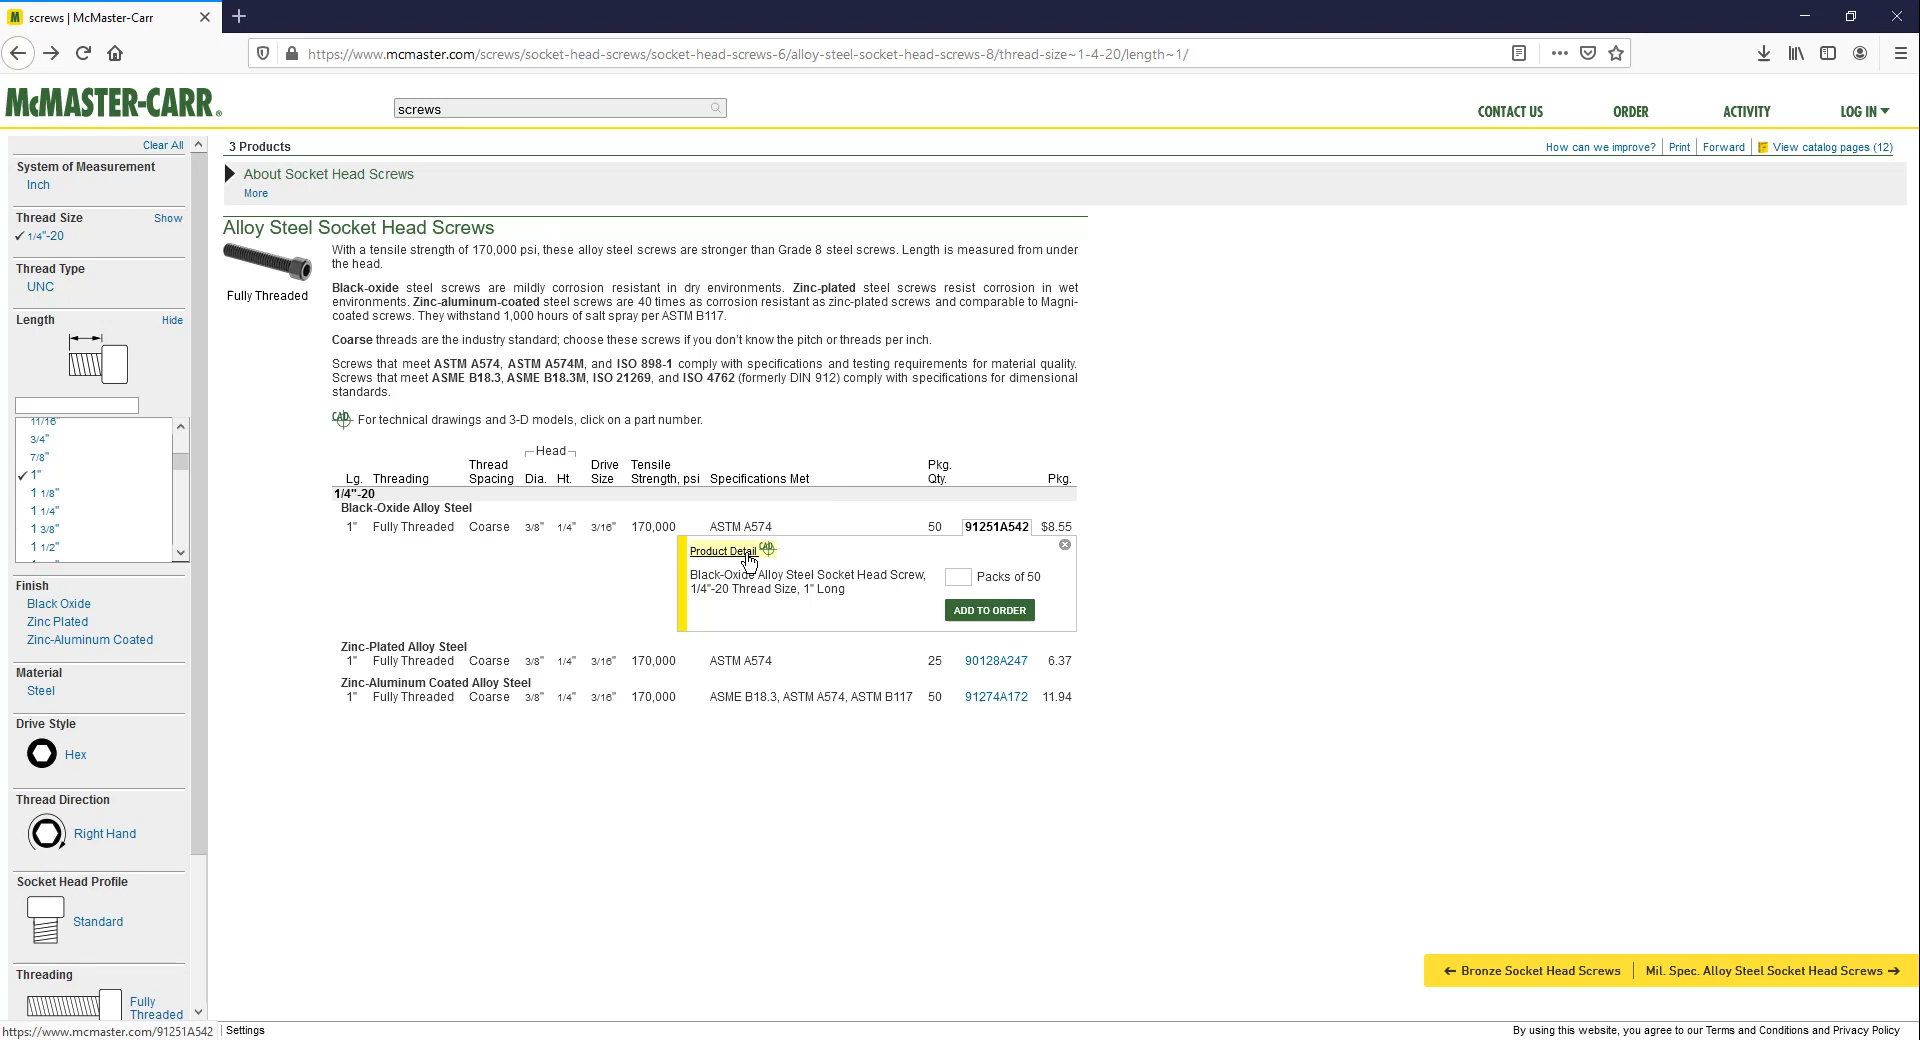 screws | McMaster-Carr
https://www.mcmaster.com/screws/socket-head-screws/socket-head-screws-6/alloy-steel-socket-head-screws-8/thread-size~1-4-20/length~1/
McMASTER-CARR®
screws
CONTACT US
ORDER
ACTIVITY
LOG IN
Clear All
System of Measurement
Inch
Thread Size Show
1/4"-20
Thread Type
UNC
Length Hide
11/16"
3/4"
7/8"
1"
1 1/8"
1 1/4"
1 3/8"
1 1/2"
Finish
Black Oxide
Zinc Plated
Zinc-Aluminum Coated
Material
Steel
Drive Style
Hex
Thread Direction
Right Hand
Socket Head Profile
Standard
Threading
Fully
Threaded
3 Products
How can we improve? Print Forward View catalog pages (12)
About Socket Head Screws
More
Alloy Steel Socket Head Screws
Fully Threaded
With a tensile strength of 170,000 psi, these alloy steel screws are stronger than Grade 8 steel screws. Length is measured from under
the head.
Black-oxide steel screws are mildly corrosion resistant in dry environments. Zinc-plated steel screws resist corrosion in wet
environments. Zinc-aluminum-coated steel screws are 40 times as corrosion resistant as zinc-plated screws and comparable to Magni-
coated screws. They withstand 1,000 hours of salt spray per ASTM B117.
Coarse threads are the industry standard; choose these screws if you don't know the pitch or threads per inch.
Screws that meet ASTM A574, ASTM A574M, and ISO 898-1 comply with specifications and testing requirements for material quality.
Screws that meet ASME B18.3, ASME B18.3M, ISO 21269, and ISO 4762 (formerly DIN 912) comply with specifications for dimensional
standards.
CAD For technical drawings and 3-D models, click on a part number.
Head
Thread Drive Tensile Pkg.
Lg. Threading Spacing Dia. Ht. Size Strength, psi Specifications Met Qty. Pkg.
1/4"-20
Black-Oxide Alloy Steel
1" Fully Threaded Coarse 3/8" 1/4" 3/16" 170,000 ASTM A574 50 91251A542 $8.55
Product Detail CAD
Black-Oxide Alloy Steel Socket Head Screw,
1/4"-20 Thread Size, 1" Long
Packs of 50
ADD TO ORDER
Zinc-Plated Alloy Steel
1" Fully Threaded Coarse 3/8" 1/4" 3/16" 170,000 ASTM A574 25 90128A247 6.37
Zinc-Aluminum Coated Alloy Steel
1" Fully Threaded Coarse 3/8" 1/4" 3/16" 170,000 ASME B18.3, ASTM A574, ASTM B117 50 91274A172 11.94
Bronze Socket Head Screws
Mil. Spec. Alloy Steel Socket Head Screws
https://www.mcmaster.com/91251A542
Settings
By using this website, you agree to our Terms and Conditions and Privacy Policy